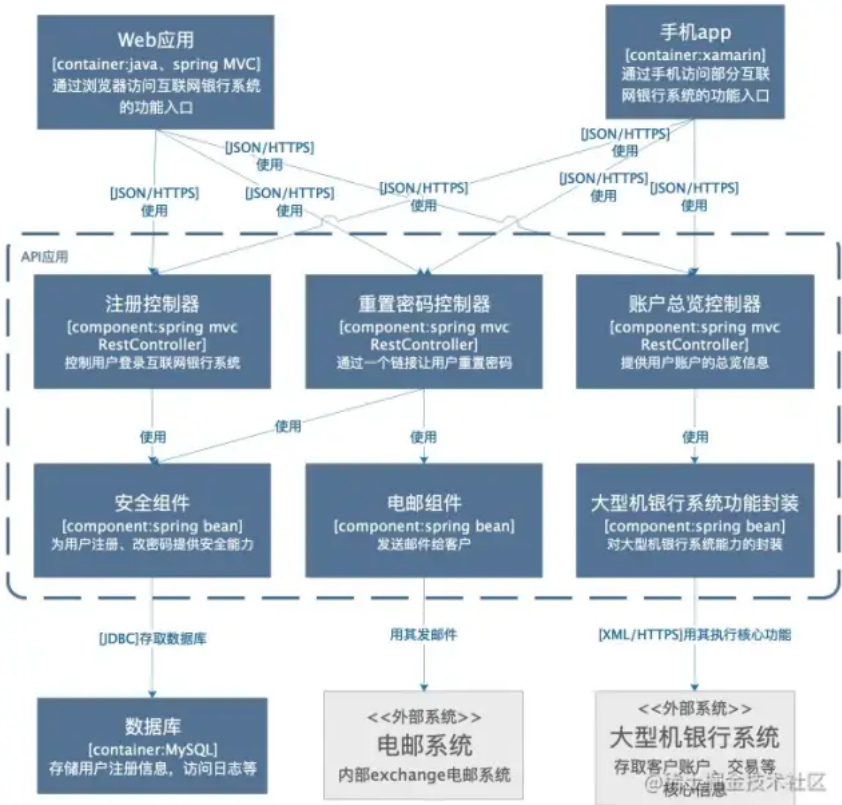 Web应用
[container:java、spring MVC]
通过浏览器访问互联网银行系统
的功能入口
手机app
[container:xamarin]
通过手机访问部分互联
网银行系统的功能入口
[JSON/HTTPS]
使用
[JSON/HTTPS]
使用
[JSON/HTTPS]
使用
[JSON/HTTPS]
使用
[JSON/HTTPS]
使用
[JSON/HTTPS]
使用
[JSON/HTTPS]
使用
API应用
注册控制器
[component:spring mvc
RestController]
控制用户登录互联网银行系统
重置密码控制器
[component:spring mvc
RestController]
通过一个链接让用户重置密码
账户总览控制器
[component:spring mvc
RestController]
提供用户账户的总览信息
使用
使用
使用
使用
安全组件
[component:spring bean]
为用户注册、改密码提供安全能力
电邮组件
[component:spring bean]
发送邮件给客户
大型机银行系统功能封装
[component:spring bean]
对大型机银行系统能力的封装
[JDBC]存取数据库
用其发邮件
[XML/HTTPS]用其执行核心功能
数据库
[container:MySQL]
存储用户注册信息，访问日志等
<<外部系统>>
电邮系统
内部exchange电邮系统
<<外部系统>>
大型机银行系统
存取客户账户、交易等
核心信息
@稀土掘金技术社区